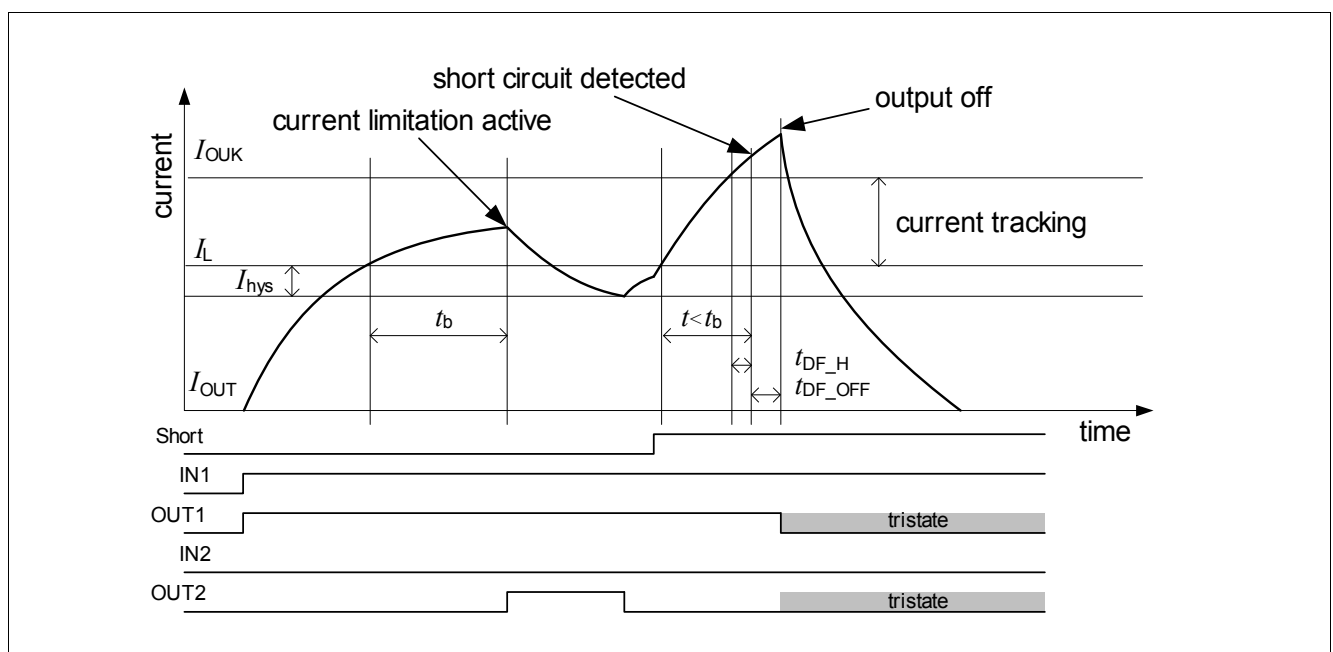 short circuit detected
output off
current limitation active
current
IOUK
current tracking
IL
Ihys
tb
t<tb
tDF_H
IOUT
tDF_OFF
time
Short
IN1
OUT1
tristate
IN2
OUT2
tristate